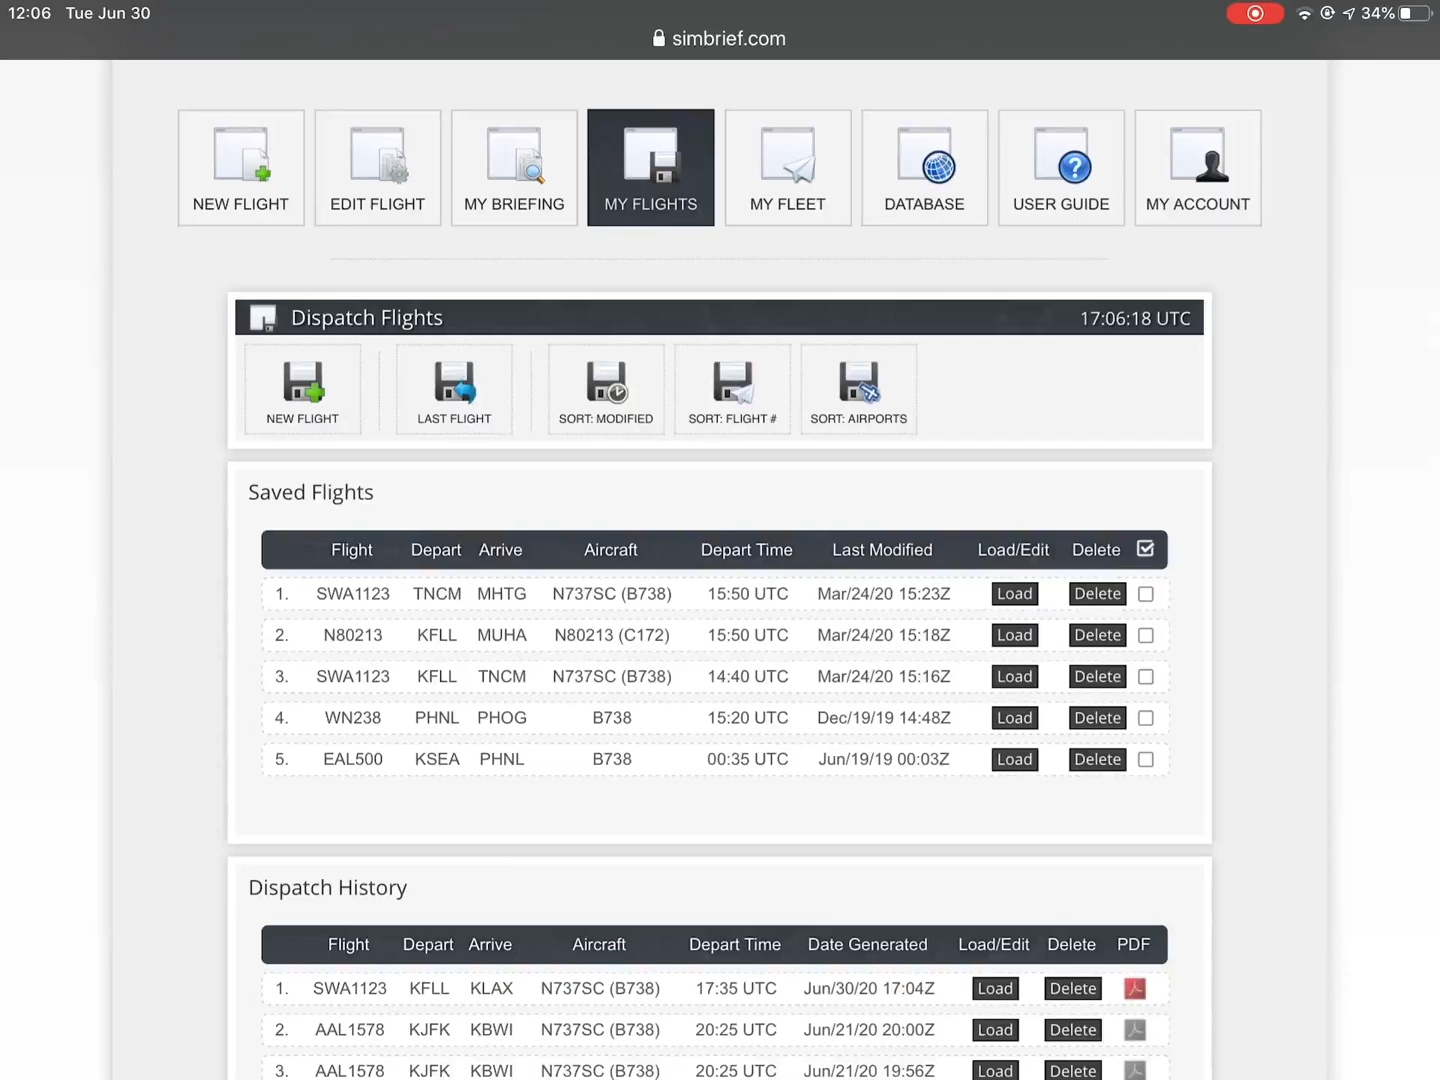 12:06 Tue Jun 30 34%
simbrief.com
NEW FLIGHT EDIT FLIGHT MY BRIEFING MY FLIGHTS MY FLEET DATABASE USER GUIDE MY ACCOUNT
Dispatch Flights 17:06:18 UTC
NEW FLIGHT LAST FLIGHT SORT: MODIFIED SORT: FLIGHT # SORT: AIRPORTS
Saved Flights
Flight Depart Arrive Aircraft Depart Time Last Modified Load/Edit Delete
1. SWA1123 TNCM MHTG N737SC (B738) 15:50 UTC Mar/24/20 15:23Z Load Delete
2. N80213 KFLL MUHA N80213 (C172) 15:50 UTC Mar/24/20 15:18Z Load Delete
3. SWA1123 KFLL TNCM N737SC (B738) 14:40 UTC Mar/24/20 15:16Z Load Delete
4. WN238 PHNL PHOG B738 15:20 UTC Dec/19/19 14:48Z Load Delete
5. EAL500 KSEA PHNL B738 00:35 UTC Jun/19/19 00:03Z Load Delete
Dispatch History
Flight Depart Arrive Aircraft Depart Time Date Generated Load/Edit Delete PDF
1. SWA1123 KFLL KLAX N737SC (B738) 17:35 UTC Jun/30/20 17:04Z Load Delete
2. AAL1578 KJFK KBWI N737SC (B738) 20:25 UTC Jun/21/20 20:00Z Load Delete
3. AAL1578 KJFK KBWI N737SC (B738) 20:25 UTC Jun/21/20 19:56Z Load Delete